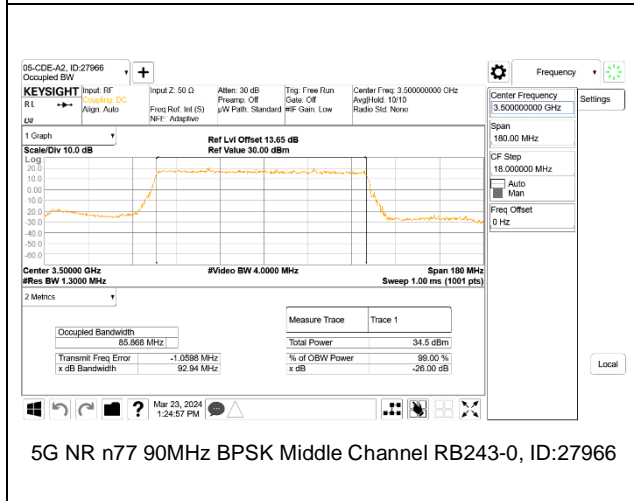 05-CDE-A2, ID:27966
Occupied BW
Frequency
KEYSIGHT
Input: RF
Input Z: 50 Ω
Atten: 30 dB
Trig: Free Run
Center Freq: 3.500000000 GHz
Coupling: DC
Preamp: Off
Gate: Off
Avg|Hold: 10/10
RL
Align: Auto
Freq Ref: Int (S)
µW Path: Standard
#IF Gain: Low
Radio Std: None
NFE: Adaptive
Center Frequency
3.50000000 GHz
Settings
Span
180.00 MHz
CF Step
18.000000 MHz
Auto
Man
Freq Offset
0 Hz
1 Graph
Ref Lvl Offset 13.65 dB
Scale/Div 10.0 dB
Ref Value 30.00 dBm
Log
20.0
10.0
0.00
-10.0
-20.0
-30.0
-40.0
-50.0
-60.0
Center 3.50000 GHz
#Video BW 4.0000 MHz
Span 180 MHz
#Res BW 1.3000 MHz
Sweep 1.00 ms (1001 pts)
2 Metrics
Measure Trace
Trace 1
Occupied Bandwidth
85.868 MHz
Total Power
34.5 dBm
Transmit Freq Error
-1.0598 MHz
% of OBW Power
99.00 %
x dB Bandwidth
92.94 MHz
x dB
-26.00 dB
Local
Mar 23, 2024
1:24:57 PM
5G NR n77 90MHz BPSK Middle Channel RB243-0, ID:27966